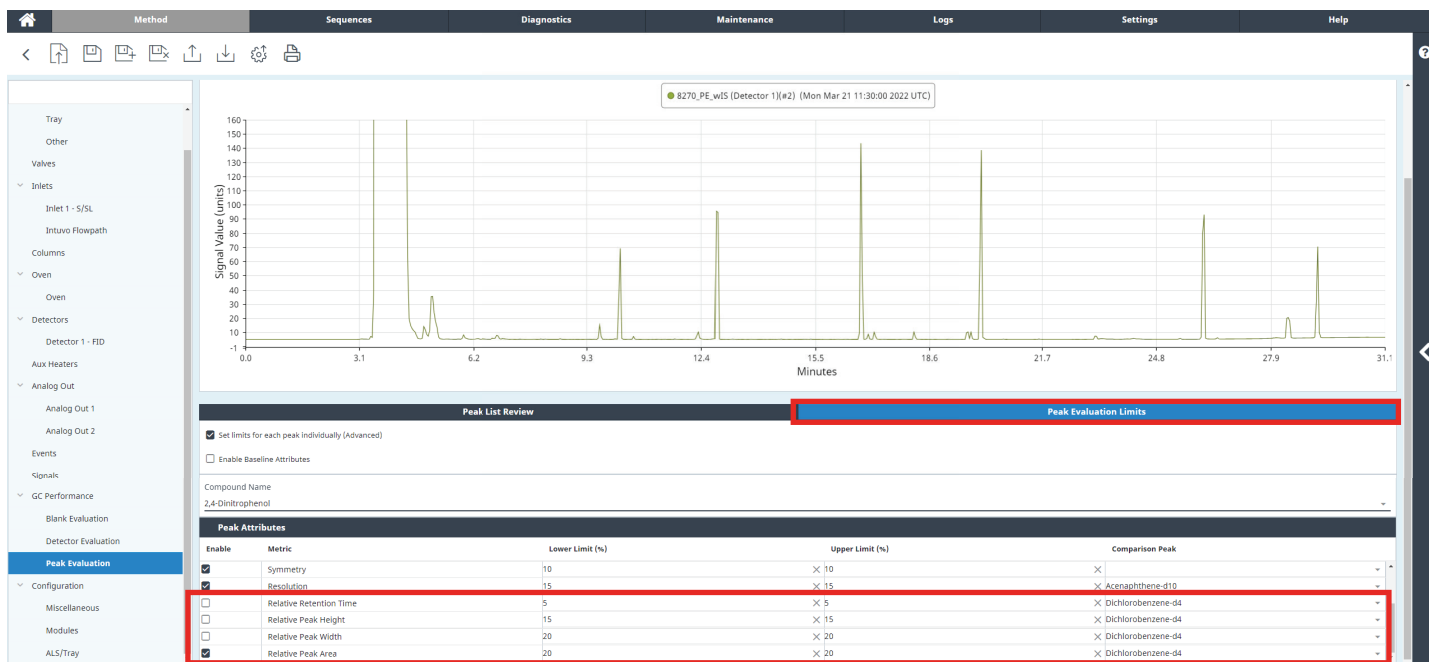 Method Sequences Diagnostics Maintenance Logs Settings Help
?
Tray
Other
Valves
Inlets
Inlet 1 - S/SL
Intuvo Flowpath
Columns
Oven
Oven
Detectors
Detector 1 - FID
Aux Heaters
Analog Out
Analog Out 1
Analog Out 2
Events
Signals
GC Performance
Blank Evaluation
Detector Evaluation
Peak Evaluation
Configuration
Miscellaneous
Modules
ALS/Tray
8270_PE_wIS (Detector 1)(#2) (Mon Mar 21 11:30:00 2022 UTC)
Signal Value (units)
160
150
140
130
120
110
100
90
80
70
60
50
40
30
20
10
-1
0.0 3.1 6.2 9.3 12.4 15.5 18.6 21.7 24.8 27.9 31.1
Minutes
Peak List Review Peak Evaluation Limits
Set limits for each peak individually (Advanced)
Enable Baseline Attributes
Compound Name
2,4-Dinitrophenol
Peak Attributes
Enable Metric Lower Limit (%) Upper Limit (%) Comparison Peak
Symmetry 10 10
Resolution 15 15 Acenaphthene-d10
Relative Retention Time 5 5 Dichlorobenzene-d4
Relative Peak Height 15 15 Dichlorobenzene-d4
Relative Peak Width 20 20 Dichlorobenzene-d4
Relative Peak Area 20 20 Dichlorobenzene-d4